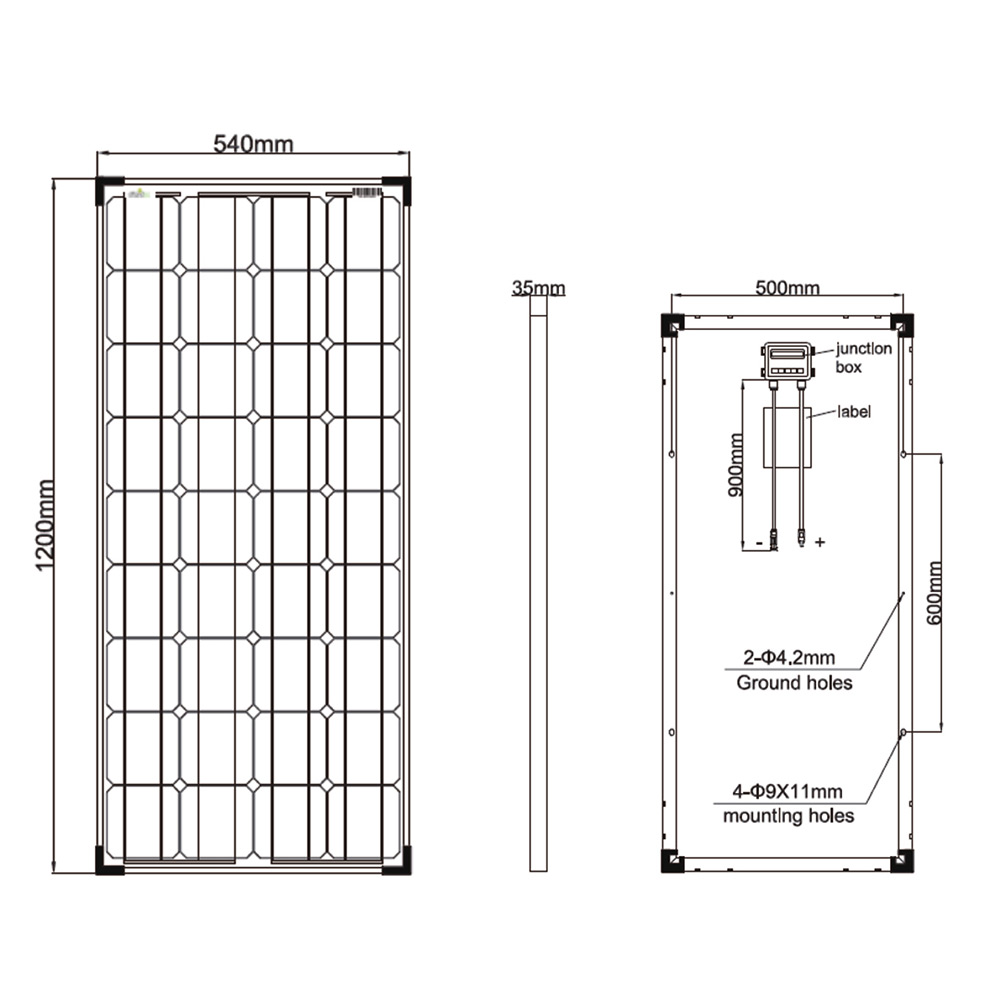 540mm
1200mm
35mm
500mm
junction
box
label
900mm
- +
600mm
2-Φ4.2mm
Ground holes
4-Φ9X11mm
mounting holes